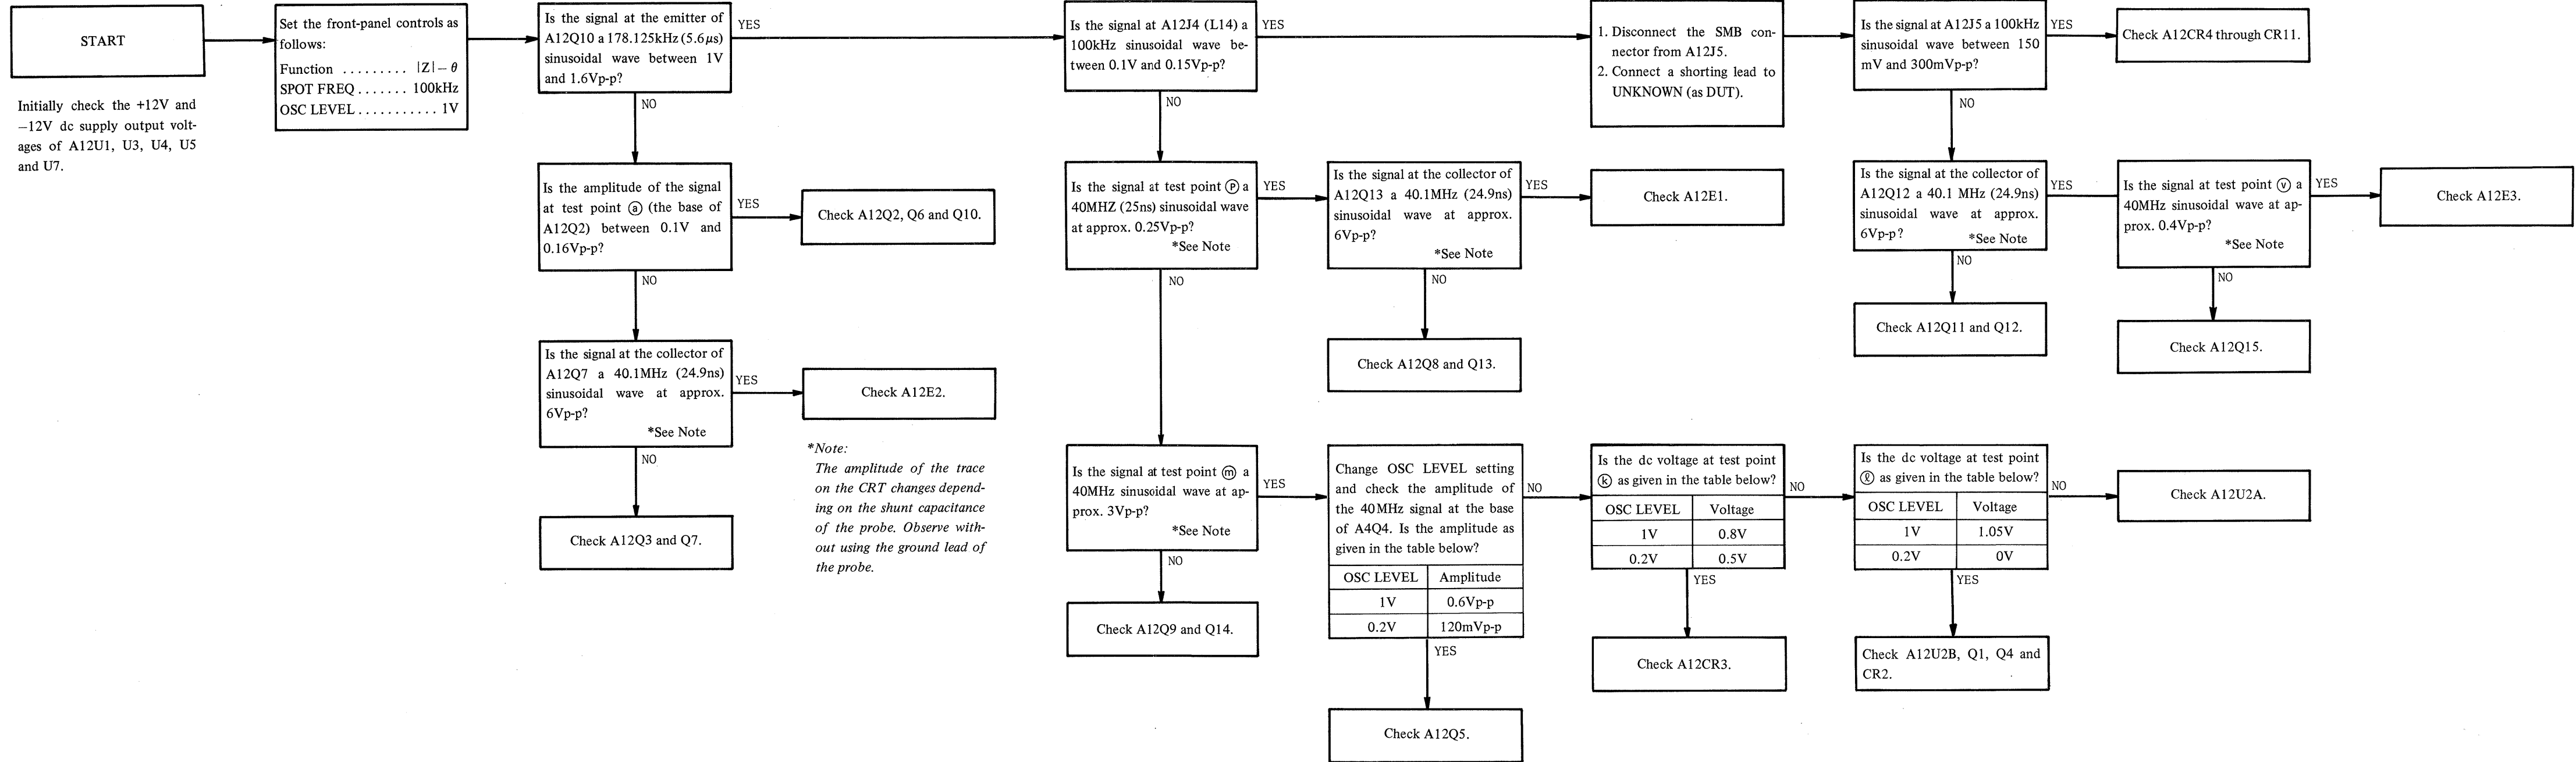 START
Initially check the +12V and
−12V dc supply output volt-
ages of A12U1, U3, U4, U5
and U7.
Set the front-panel controls as
follows:
Function ......... |Z|− θ
SPOT FREQ ....... 100kHz
OSC LEVEL ........... 1V
Is the signal at the emitter of
A12Q10 a 178.125kHz (5.6μs)
sinusoidal wave between 1V
and 1.6Vp-p?
YES
NO
Is the amplitude of the signal
at test point ⓐ (the base of
A12Q2) between 0.1V and
0.16Vp-p?
YES
Check A12Q2, Q6 and Q10.
NO
Is the signal at the collector of
A12Q7 a 40.1MHz (24.9ns)
sinusoidal wave at approx.
6Vp-p?
*See Note
YES
Check A12E2.
NO
Check A12Q3 and Q7.
*Note:
The amplitude of the trace
on the CRT changes depend-
ing on the shunt capacitance
of the probe. Observe with-
out using the ground lead of
the probe.
Is the signal at A12J4 (L14) a
100kHz sinusoidal wave be-
tween 0.1V and 0.15Vp-p?
YES
NO
Is the signal at test point Ⓟ a
40MHZ (25ns) sinusoidal wave
at approx. 0.25Vp-p?
*See Note
YES
Is the signal at the collector of
A12Q13 a 40.1MHz (24.9ns)
sinusoidal wave at approx.
6Vp-p?
*See Note
YES
Check A12E1.
NO
Check A12Q8 and Q13.
NO
Is the signal at test point ⓜ a
40MHz sinusoidal wave at ap-
prox. 3Vp-p?
*See Note
YES
NO
Check A12Q9 and Q14.
Change OSC LEVEL setting
and check the amplitude of
the 40MHz signal at the base
of A4Q4. Is the amplitude as
given in the table below?
OSC LEVEL Amplitude
1V 0.6Vp-p
0.2V 120mVp-p
NO
YES
Check A12Q5.
Is the dc voltage at test point
ⓚ as given in the table below?
OSC LEVEL Voltage
1V 0.8V
0.2V 0.5V
NO
YES
Check A12CR3.
Is the dc voltage at test point
ⓛ as given in the table below?
OSC LEVEL Voltage
1V 1.05V
0.2V 0V
NO
Check A12U2A.
YES
Check A12U2B, Q1, Q4 and
CR2.
1. Disconnect the SMB con-
nector from A12J5.
2. Connect a shorting lead to
UNKNOWN (as DUT).
Is the signal at A12J5 a 100kHz
sinusoidal wave between 150
mV and 300mVp-p?
YES
Check A12CR4 through CR11.
NO
Is the signal at the collector of
A12Q12 a 40.1 MHz (24.9ns)
sinusoidal wave at approx.
6Vp-p?
*See Note
YES
NO
Check A12Q11 and Q12.
Is the signal at test point ⓥ a
40MHz sinusoidal wave at ap-
prox. 0.4Vp-p?
*See Note
YES
Check A12E3.
NO
Check A12Q15.